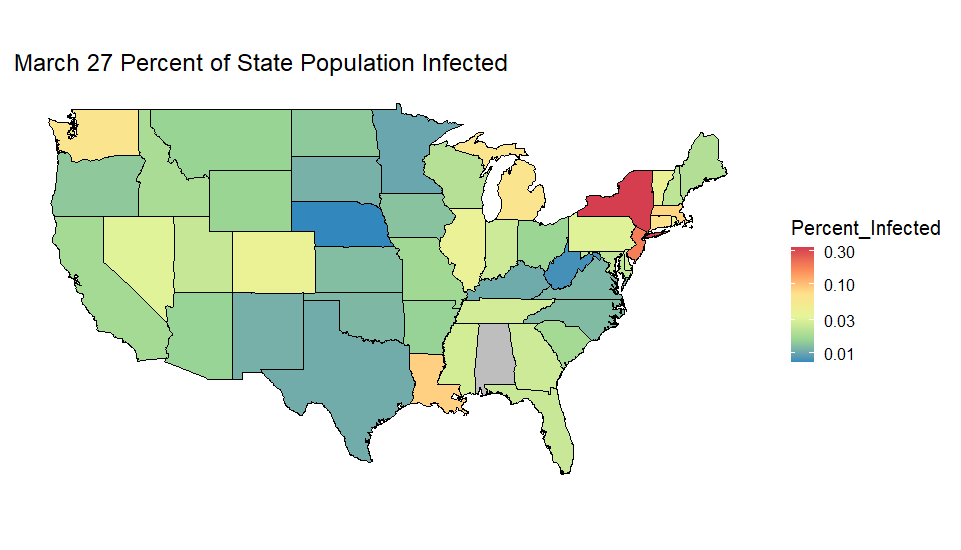 March 27 Percent of State Population Infected
Percent_Infected
0.30
0.10
0.03
0.01